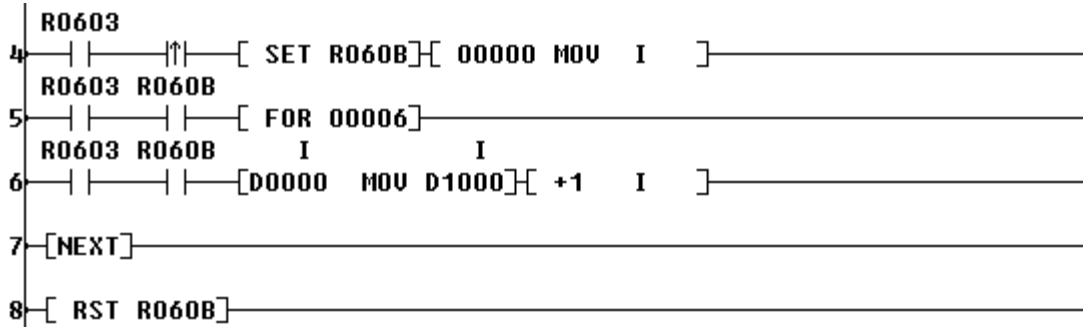 R0603
4 ↑ [ SET R060B][ 00000 MOV I ]
R0603 R060B
5 [ FOR 00006]
R0603 R060B I I
6 [D0000 MOV D1000][ +1 I ]
7 [NEXT]
8 [ RST R060B]